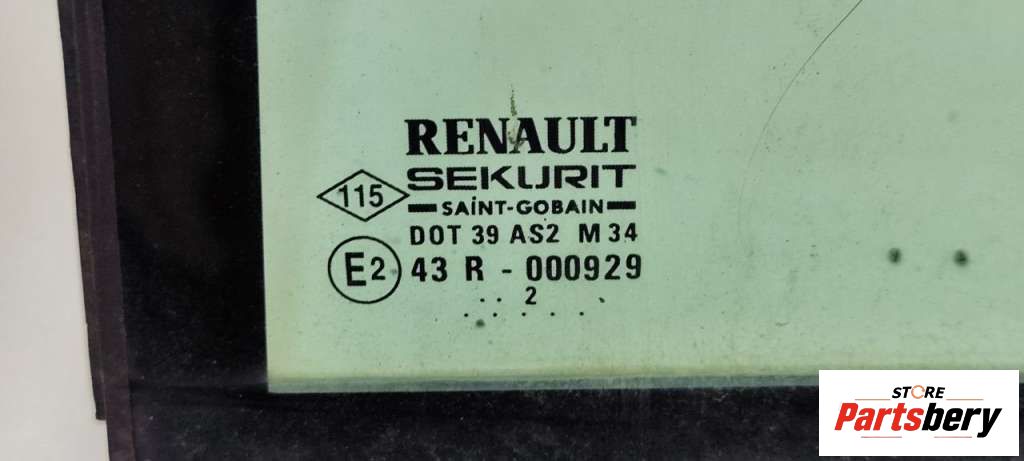 RENAULT
115
SEKURIT
SAINT-GOBAIN
DOT 39 AS2 M 34
E2 43 R - 000929
.. 2
.....
STORE
Partsbery